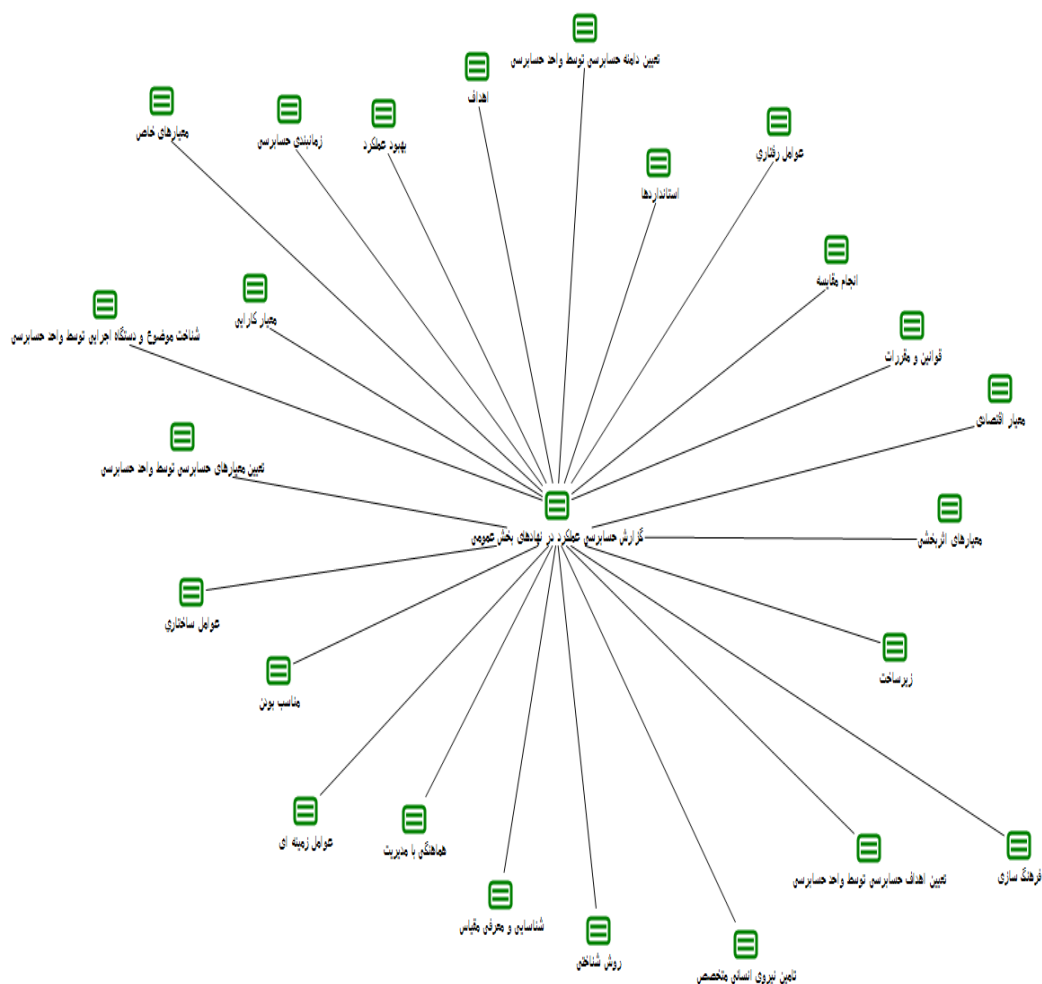 تعیین دامنه حسابرسی توسط واحد حسابرسی
اهداف
معیارهای خاص
زمانبندی حسابرسی
بهبود عملکرد
عوامل رفتاری
استانداردها
انجام مقایسه
معیار کارایی
شناخت موضوع و دستگاه اجرایی توسط واحد حسابرسی
قوانین و مقررات
معیار اقتصادی
تعیین معیارهای حسابرسی توسط واحد حسابرسی
گزارش حسابرسی عملکرد در نهادهای بخش عمومی
معیارهای اثربخشی
عوامل ساختاری
زیرساخت
مناسب بودن
عوامل زمینه ای
هماهنگی با مدیریت
تعیین اهداف حسابرسی توسط واحد حسابرسی
فرهنگ سازی
شناسایی و معرفی مقیاس
روش شناختی
تامین نیروی انسانی متخصص